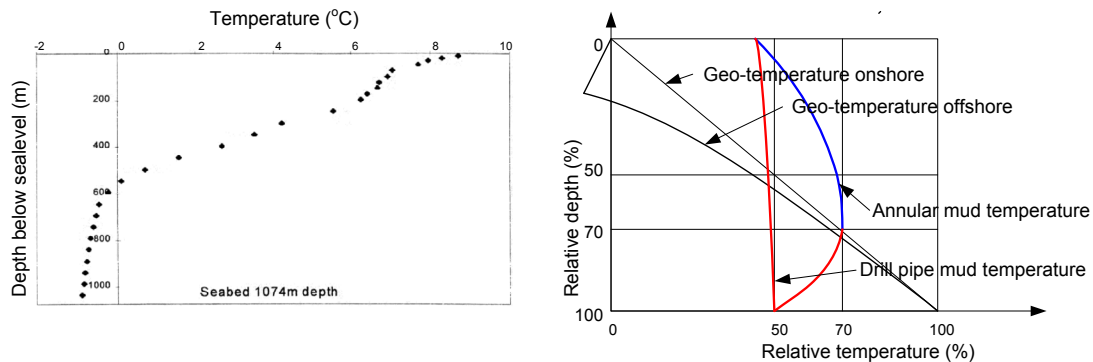 Temperature (°C)
-2 0 2 4 6 8 10
0
200
400
600
800
1000
Depth below sealevel (m)
Seabed 1074m depth
0
50
70
100
Relative depth (%)
Geo-temperature onshore
Geo-temperature offshore
Annular mud temperature
Drill pipe mud temperature
0 50 70 100
Relative temperature (%)